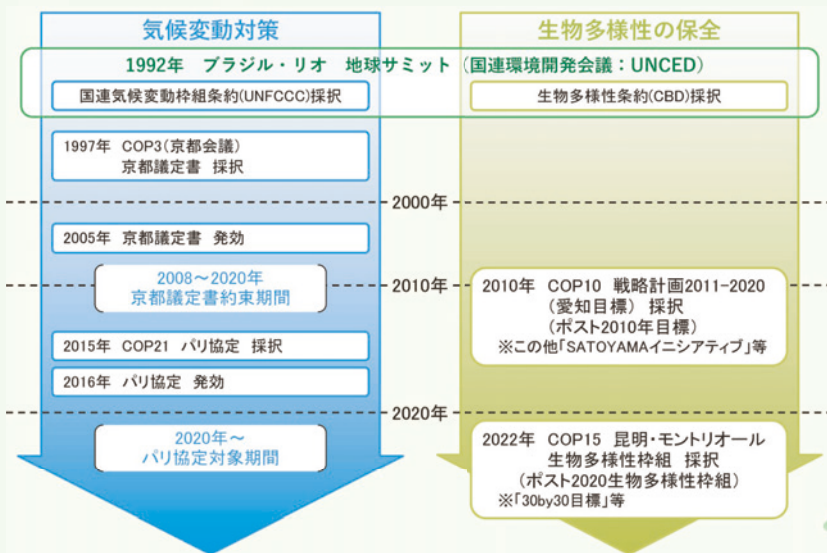 気候変動対策
生物多様性の保全
1992年 ブラジル・リオ 地球サミット(国連環境開発会議:UNCED)
国連気候変動枠組条約(UNFCCC)採択
生物多様性条約(CBD)採択
1997年 COP3(京都会議)
京都議定書 採択
2000年
2005年 京都議定書 発効
2008~2020年
京都議定書約束期間
2010年
2010年 COP10 戦略計画2011-2020
(愛知目標) 採択
(ポスト2010年目標)
※この他「SATOYAMAイニシアティブ」等
2015年 COP21 パリ協定 採択
2016年 パリ協定 発効
2020年
2020年~
パリ協定対象期間
2022年 COP15 昆明・モントリオール
生物多様性枠組 採択
(ポスト2020生物多様性枠組)
※「30by30目標」等